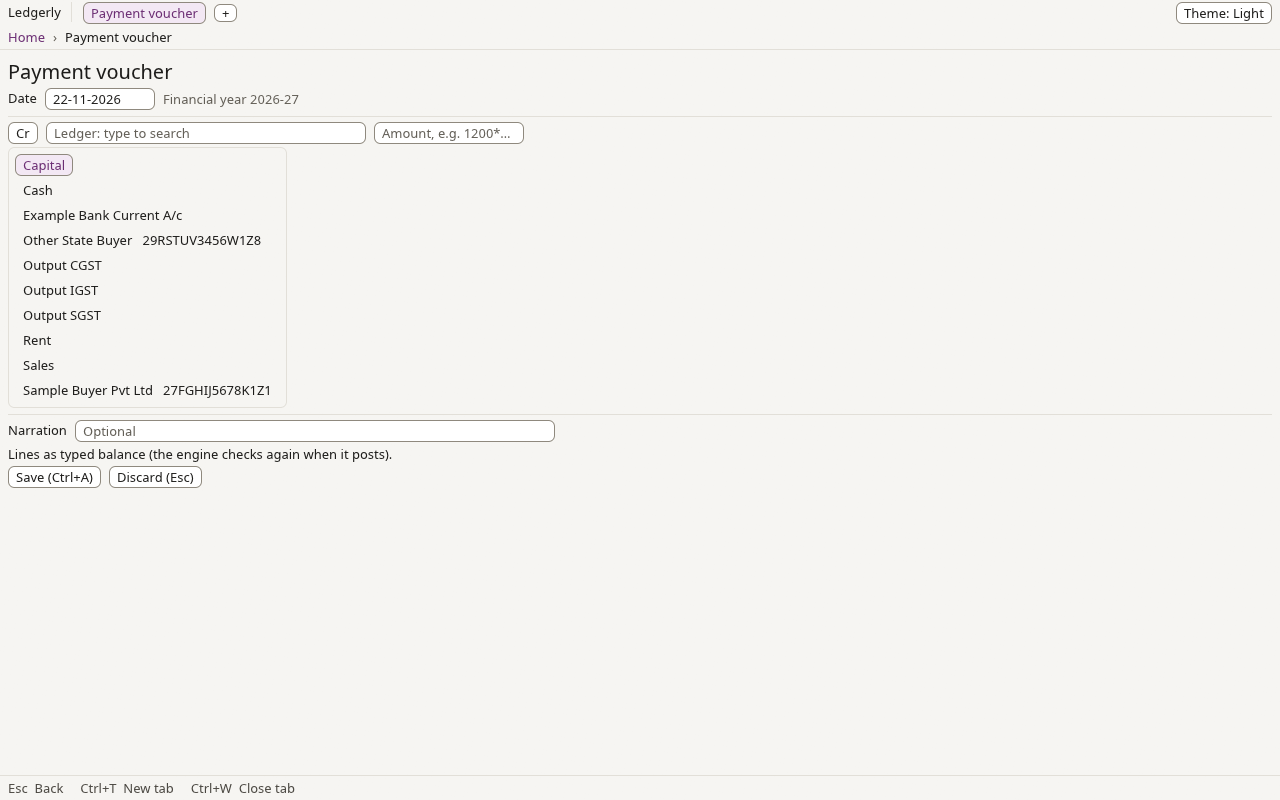 Ledgerly Payment voucher + Theme: Light
Home › Payment voucher
Payment voucher
Date 22-11-2026 Financial year 2026-27
Cr Ledger: type to search Amount, e.g. 1200*...
Capital
Cash
Example Bank Current A/c
Other State Buyer 29RSTUV3456W1Z8
Output CGST
Output IGST
Output SGST
Rent
Sales
Sample Buyer Pvt Ltd 27FGHIJ5678K1Z1
Narration Optional
Lines as typed balance (the engine checks again when it posts).
Save (Ctrl+A) Discard (Esc)
Esc Back Ctrl+T New tab Ctrl+W Close tab